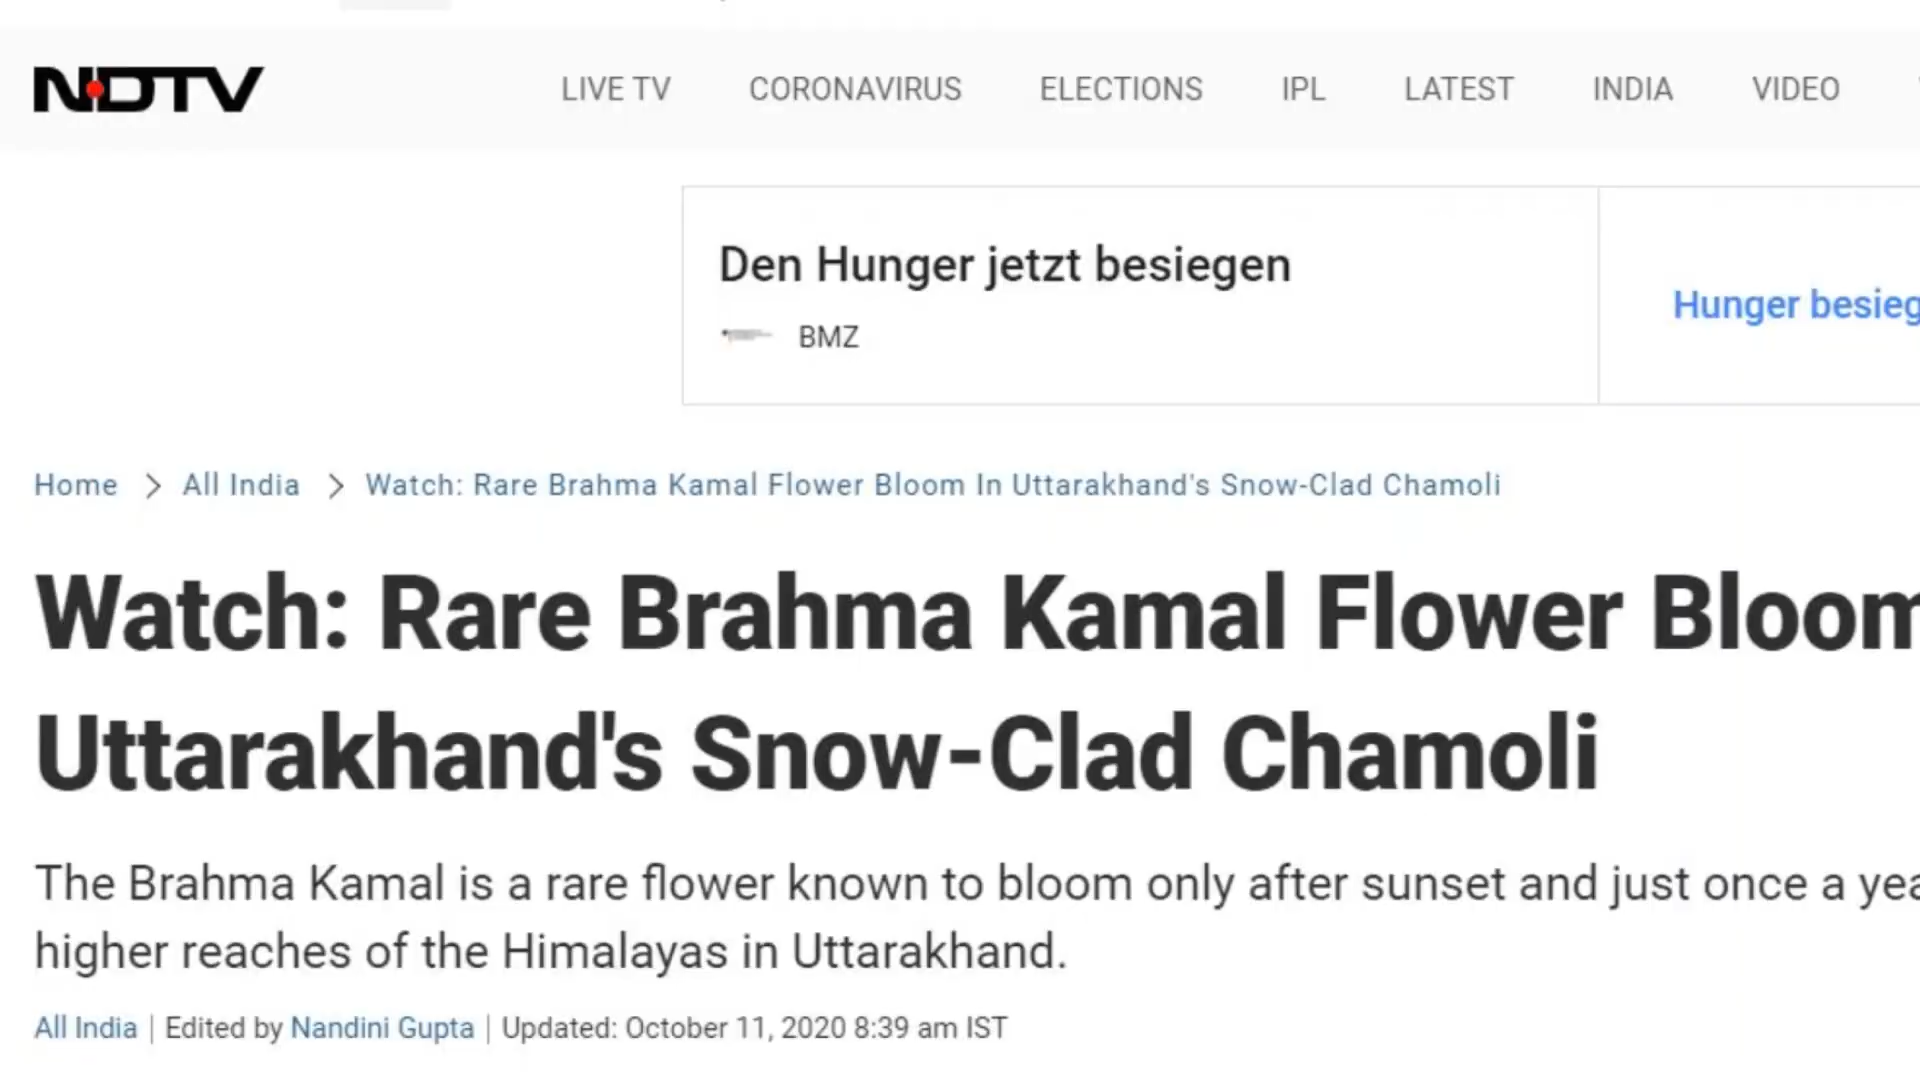 NDTV LIVE TV CORONAVIRUS ELECTIONS IPL LATEST INDIA VIDEO
Den Hunger jetzt besiegen
BMZ
Hunger besieg
Home > All India > Watch: Rare Brahma Kamal Flower Bloom In Uttarakhand's Snow-Clad Chamoli
Watch: Rare Brahma Kamal Flower Bloom
Uttarakhand's Snow-Clad Chamoli
The Brahma Kamal is a rare flower known to bloom only after sunset and just once a yea
higher reaches of the Himalayas in Uttarakhand.
All India | Edited by Nandini Gupta | Updated: October 11, 2020 8:39 am IST